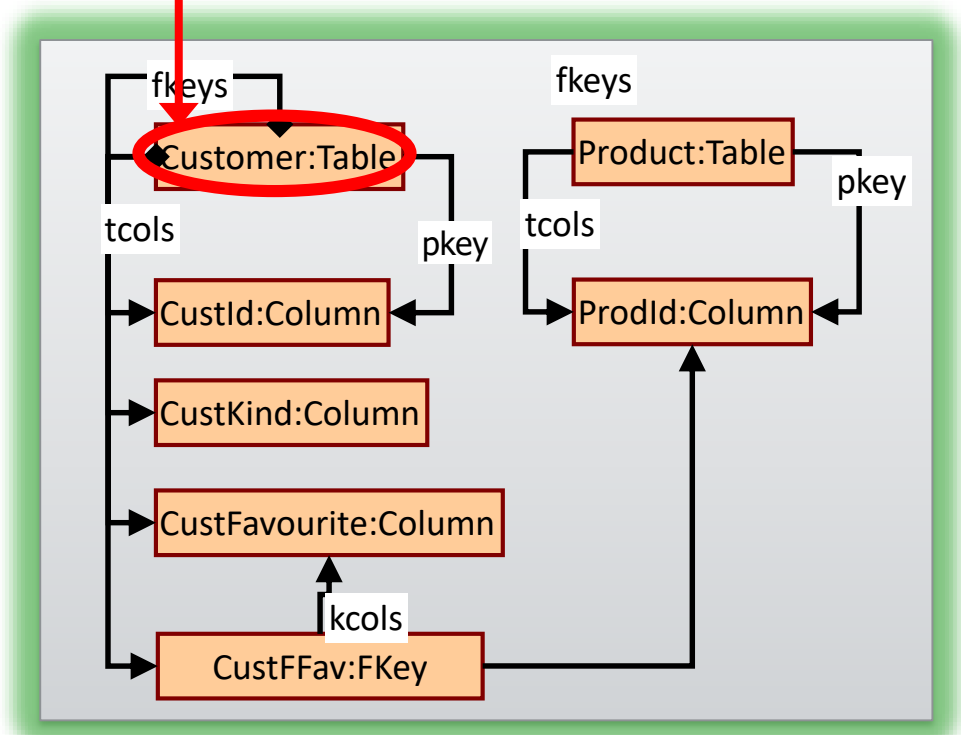 fkeys
fkeys
Customer:Table
Product:Table
pkey
tcols
tcols
pkey
CustId:Column
ProdId:Column
CustKind:Column
CustFavourite:Column
kcols
CustFFav:FKey